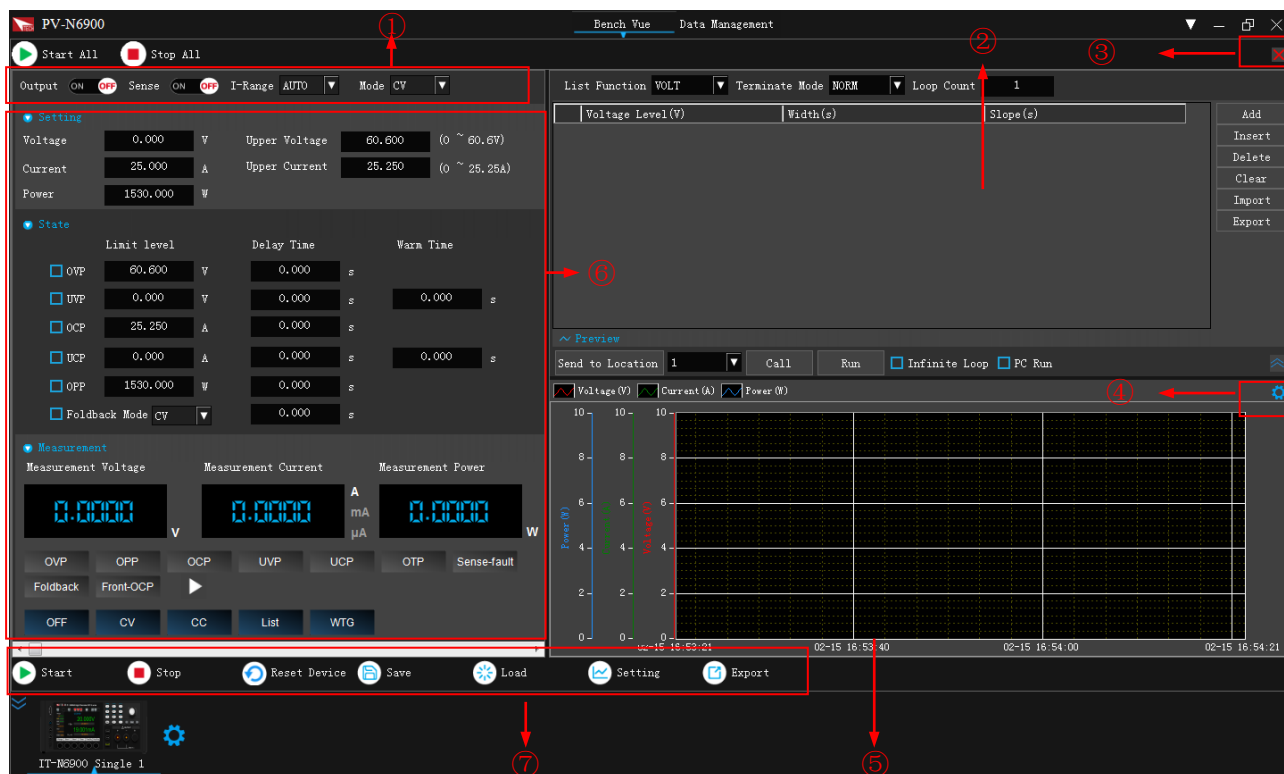 PV-N6900 ① Bench Vue Data Management
Start All Stop All ② ③
Output ON OFF Sense ON OFF I-Range AUTO Mode CV
List Function VOLT Terminate Mode NORM Loop Count 1
Setting
Voltage 0.000 V Upper Voltage 60.600 (0 ~ 60.6V)
Current 25.000 A Upper Current 25.250 (0 ~ 25.25A)
Power 1530.000 W
State
Limit level Delay Time Warm Time
OVP 60.600 V 0.000 s
UVP 0.000 V 0.000 s 0.000 s
OCP 25.250 A 0.000 s
UCP 0.000 A 0.000 s 0.000 s
OPP 1530.000 W 0.000 s
Foldback Mode CV 0.000 s
⑥
Measurement
Measurement Voltage Measurement Current Measurement Power
0.0000 V 0.0000 A mA µA 0.0000 W
OVP OPP OCP UVP UCP OTP Sense-fault
Foldback Front-OCP
OFF CV CC List WTG
Voltage Level(V) Width(s) Slope(s)
Add
Insert
Delete
Clear
Import
Export
Preview
Send to Location 1 Call Run Infinite Loop PC Run
Voltage(V) Current(A) Power(W) ④
10 10 10
8 8 8
6 6 6
4 4 4
2 2 2
0 0 0
Power(W) Current(A) Voltage(V)
02-15 16:53:21 02-15 16:53:40 02-15 16:54:00 02-15 16:54:21
Start Stop Reset Device Save Load Setting Export
IT-N6900 Single 1
⑦ ⑤